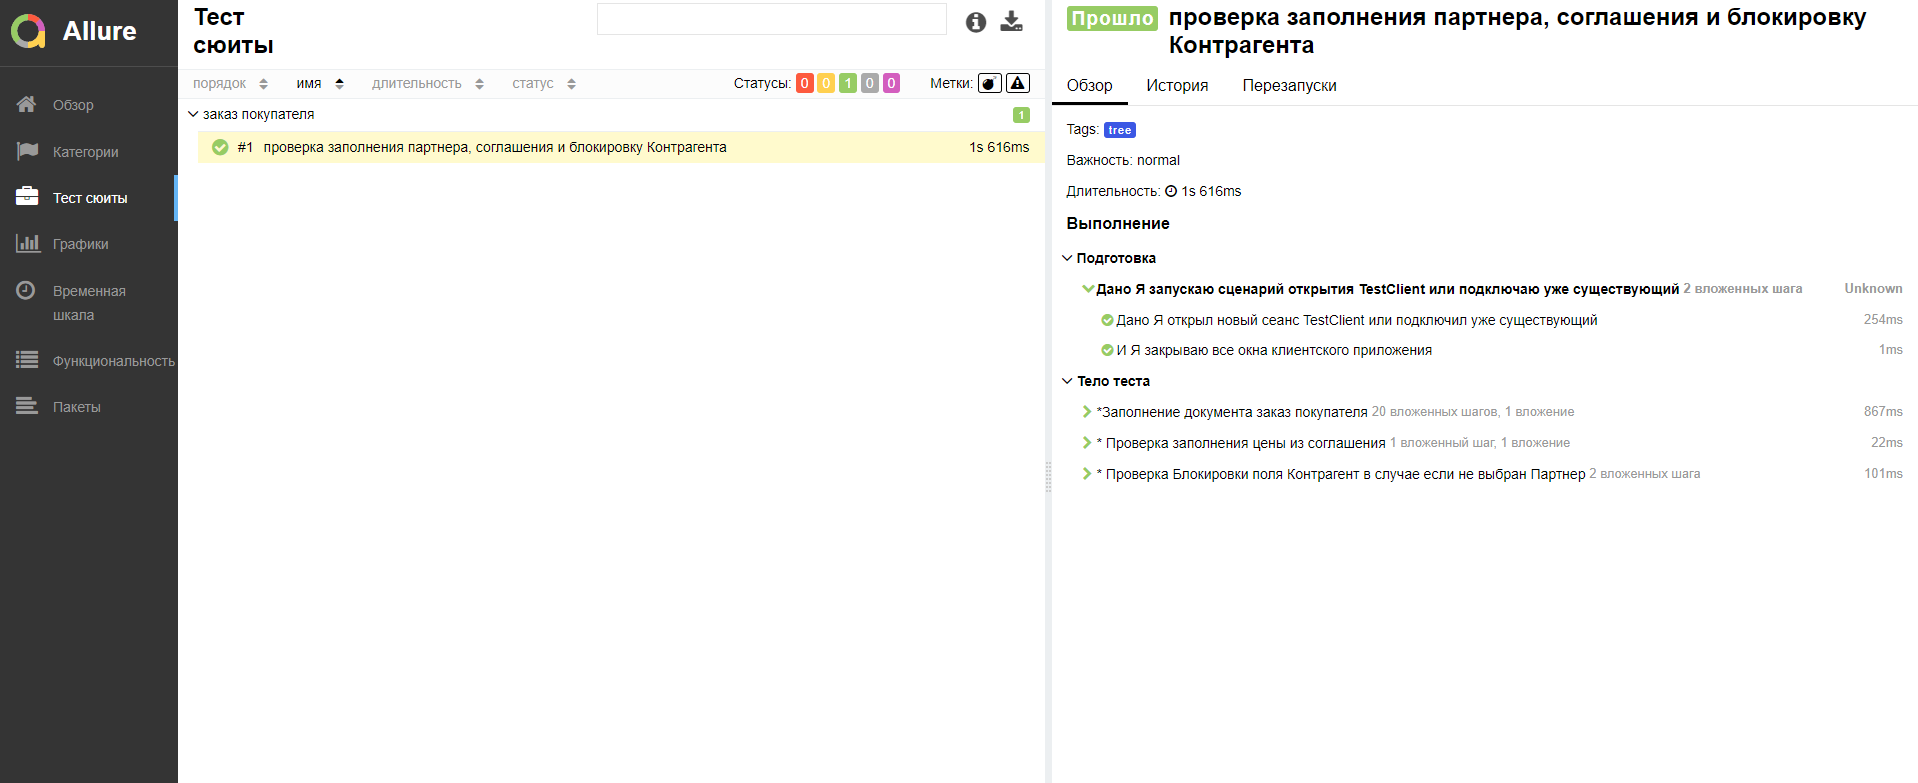 Allure
Обзор
Категории
Тест сюиты
Графики
Временная
шкала
Функциональность
Пакеты
Тест
сюиты
порядок имя длительность статус Статусы: 0 0 1 0 0 Метки:
заказ покупателя 1
#1 проверка заполнения партнера, соглашения и блокировку Контрагента 1s 616ms
Прошло проверка заполнения партнера, соглашения и блокировку
Контрагента
Обзор История Перезапуски
Tags: tree
Важность: normal
Длительность: 1s 616ms
Выполнение
Подготовка
Дано Я запускаю сценарий открытия TestClient или подключаю уже существующий 2 вложенных шага Unknown
Дано Я открыл новый сеанс TestClient или подключил уже существующий 254ms
И Я закрываю все окна клиентского приложения 1ms
Тело теста
*Заполнение документа заказ покупателя 20 вложенных шагов, 1 вложение 867ms
* Проверка заполнения цены из соглашения 1 вложенный шаг, 1 вложение 22ms
* Проверка Блокировки поля Контрагент в случае если не выбран Партнер 2 вложенных шага 101ms